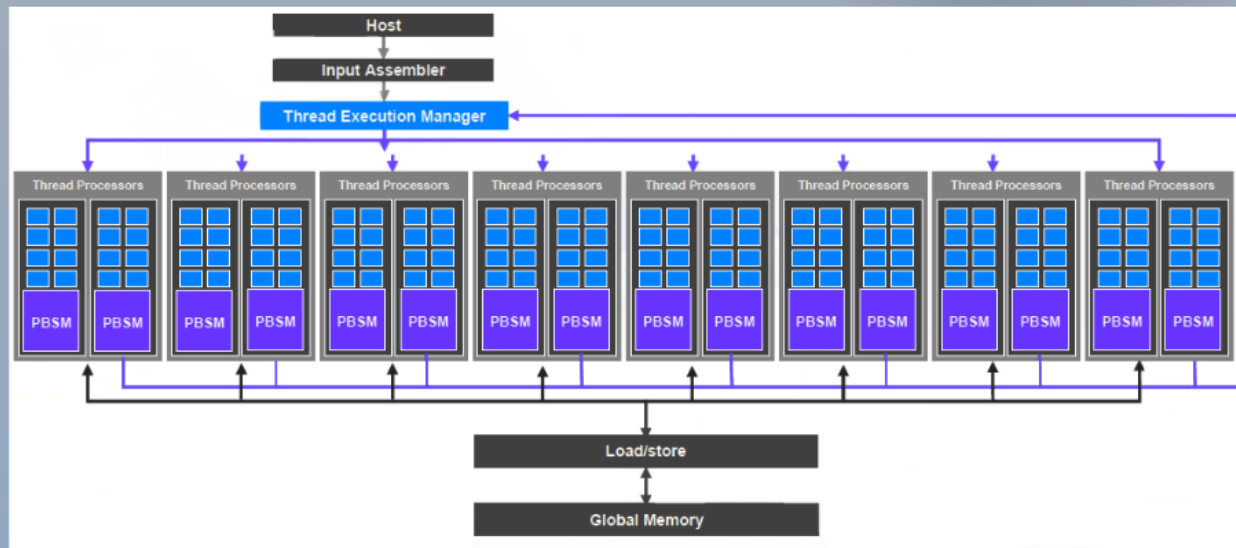 Host
Input Assembler
Thread Execution Manager
Thread Processors Thread Processors Thread Processors Thread Processors Thread Processors Thread Processors Thread Processors Thread Processors
PBSM PBSM PBSM PBSM PBSM PBSM PBSM PBSM PBSM PBSM PBSM PBSM PBSM PBSM PBSM PBSM
Load/store
Global Memory